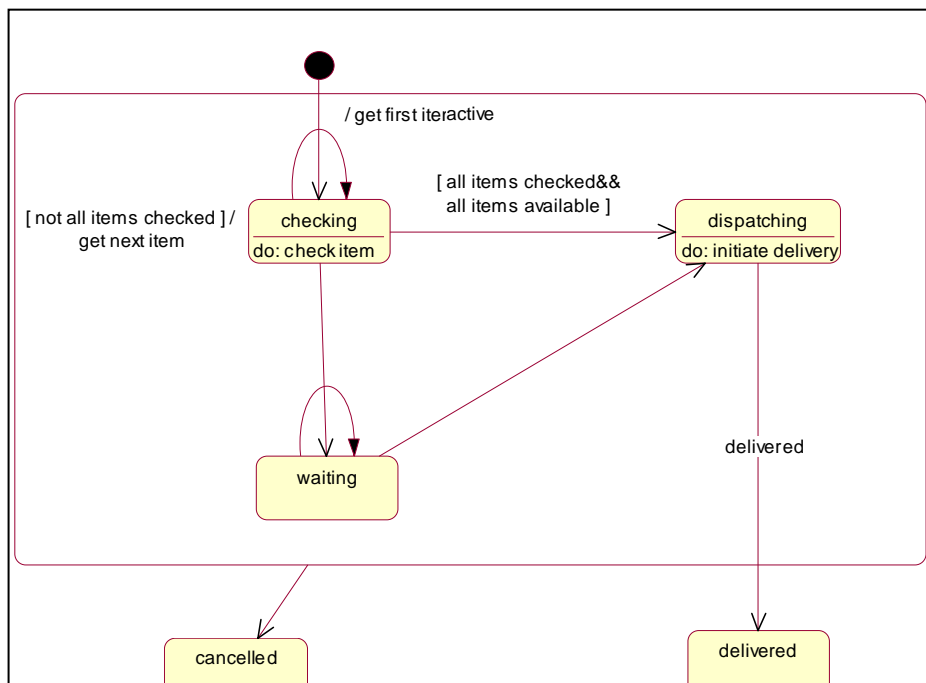 / get first iteractive
[ all items checked&&
all items available ]
[ not all items checked ] /
get next item
checking
do: check item
dispatching
do: initiate delivery
waiting
delivered
cancelled
delivered